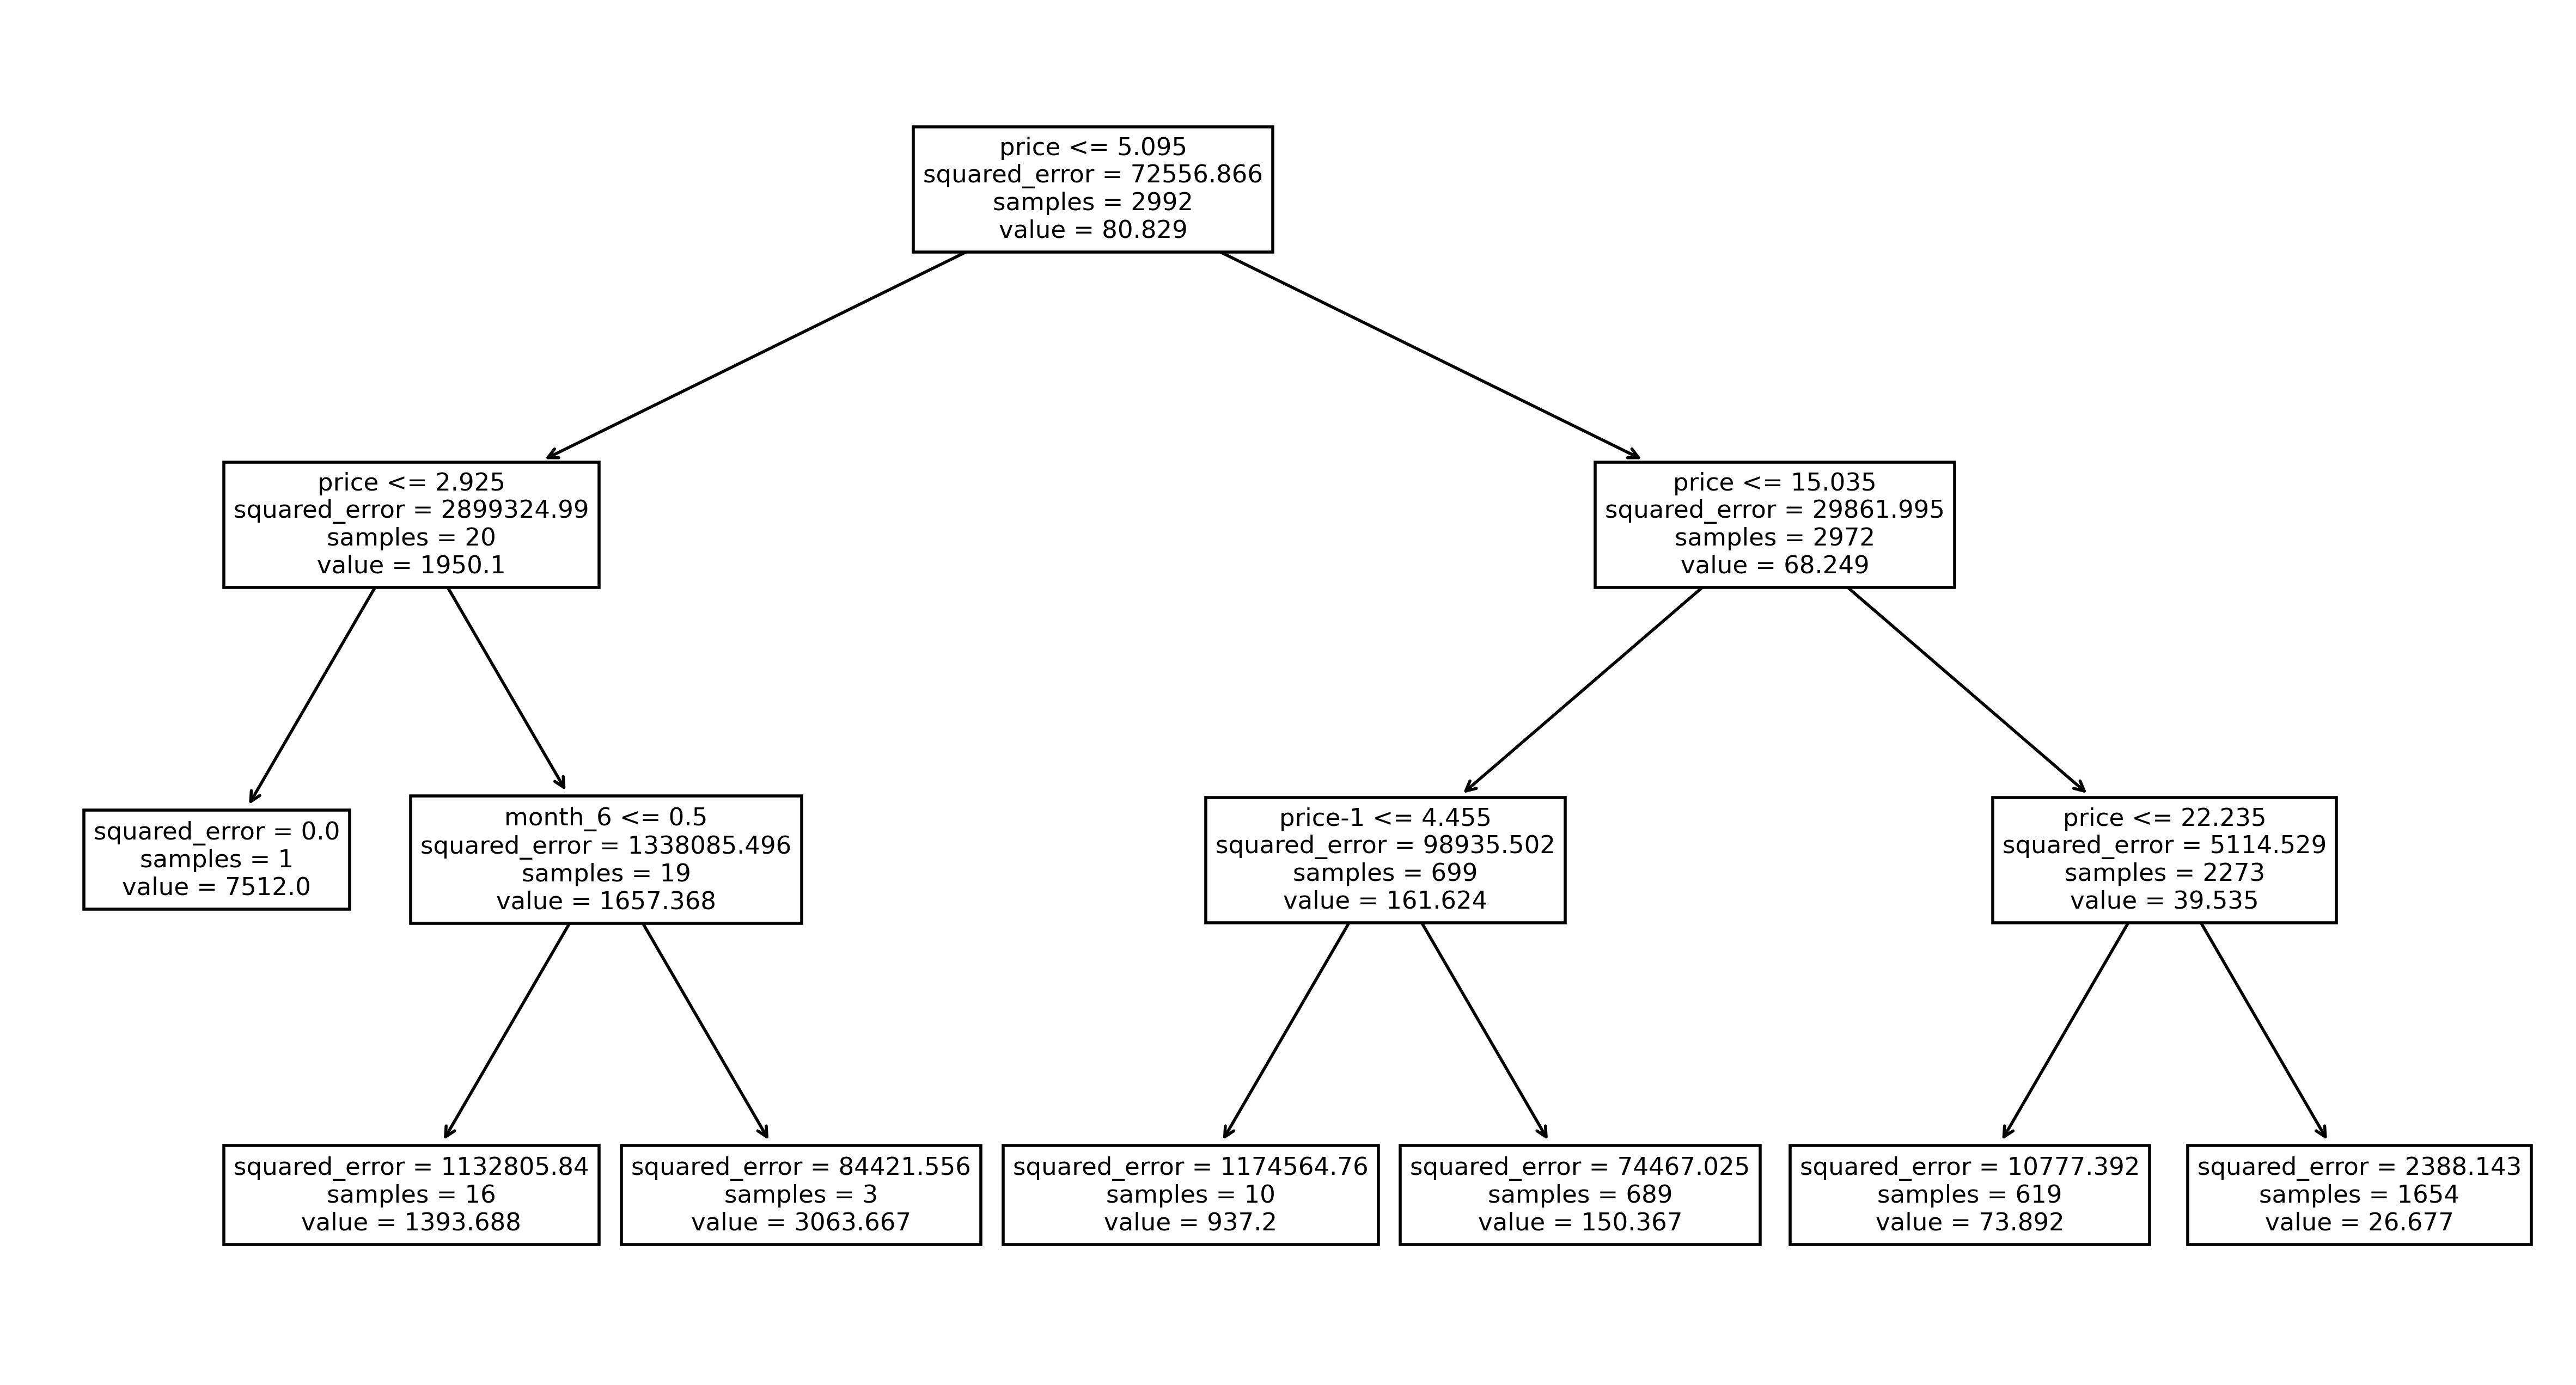 price <= 5.095
squared_error = 72556.866
samples = 2992
value = 80.829
price <= 2.925
squared_error = 2899324.99
samples = 20
value = 1950.1
price <= 15.035
squared_error = 29861.995
samples = 2972
value = 68.249
squared_error = 0.0
samples = 1
value = 7512.0
month_6 <= 0.5
squared_error = 1338085.496
samples = 19
value = 1657.368
price-1 <= 4.455
squared_error = 98935.502
samples = 699
value = 161.624
price <= 22.235
squared_error = 5114.529
samples = 2273
value = 39.535
squared_error = 1132805.84
samples = 16
value = 1393.688
squared_error = 84421.556
samples = 3
value = 3063.667
squared_error = 1174564.76
samples = 10
value = 937.2
squared_error = 74467.025
samples = 689
value = 150.367
squared_error = 10777.392
samples = 619
value = 73.892
squared_error = 2388.143
samples = 1654
value = 26.677